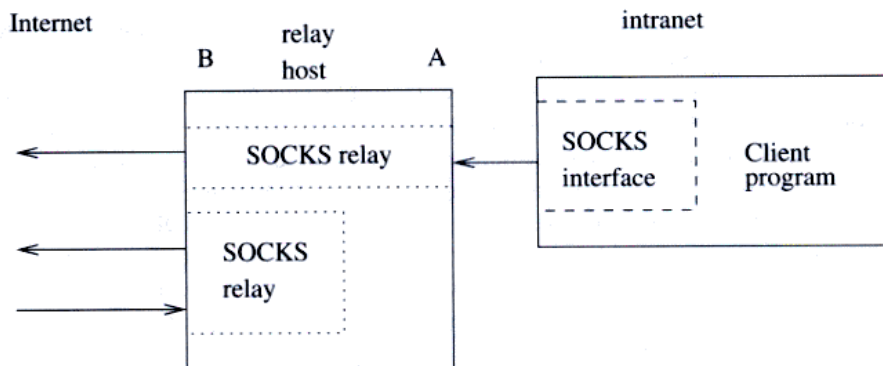 Internet
relay
host
B
A
intranet
SOCKS relay
SOCKS
interface
Client
program
SOCKS
relay